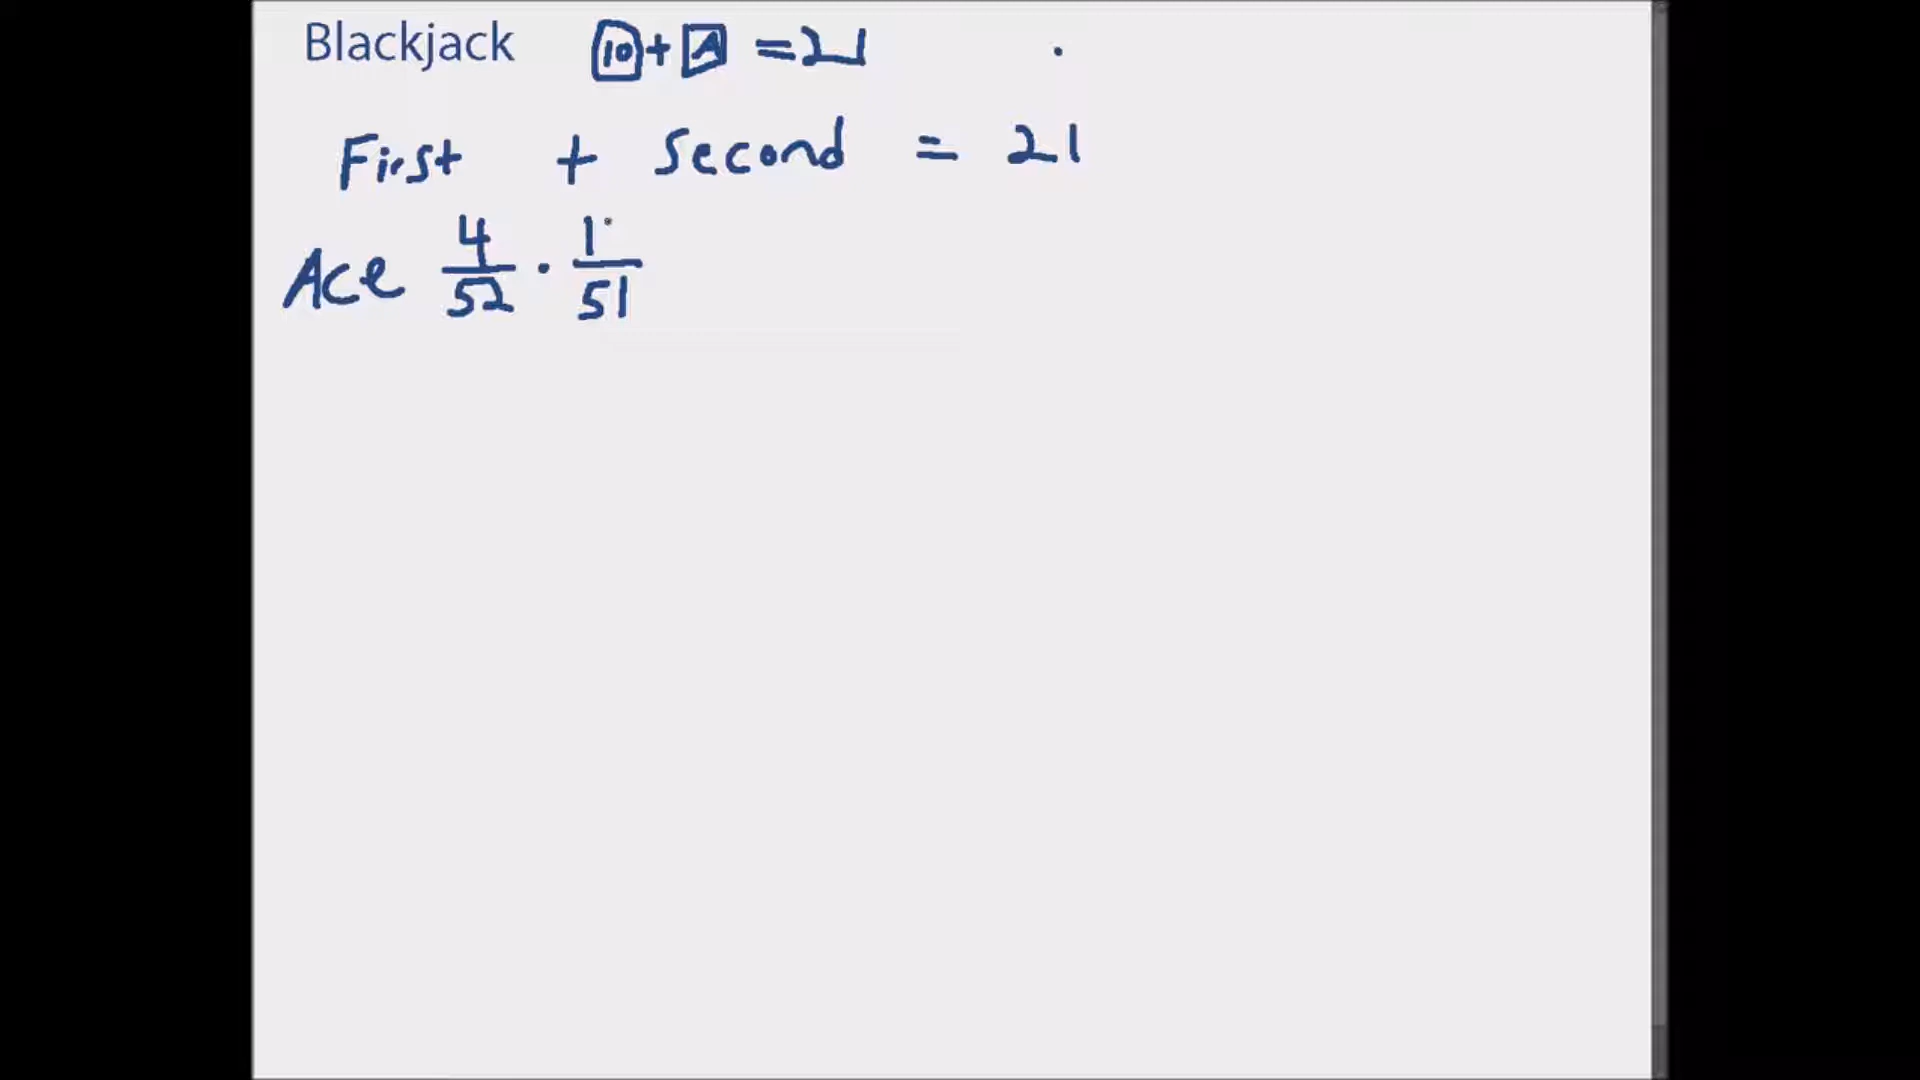 Blackjack 10 + A = 21
First + Second = 21
Ace 4/52 · 1/51